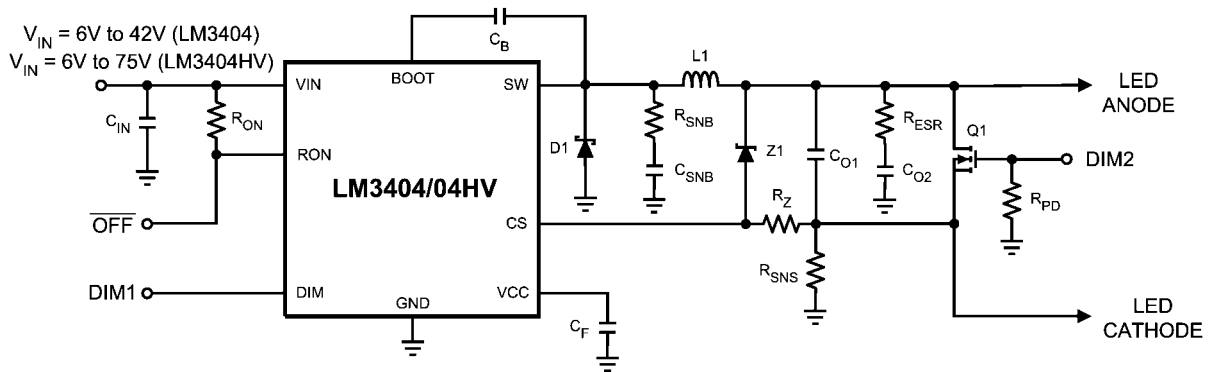 V_IN = 6V to 42V (LM3404)
V_IN = 6V to 75V (LM3404HV)
C_B
BOOT
L1
LED
ANODE
VIN
SW
C_IN
R_ON
R_SNB
R_ESR
Q1
D1
Z1
C_O1
DIM2
RON
C_SNB
C_O2
LM3404/04HV
R_Z
R_PD
OFF
CS
R_SNS
DIM1
DIM
GND
VCC
C_F
LED
CATHODE